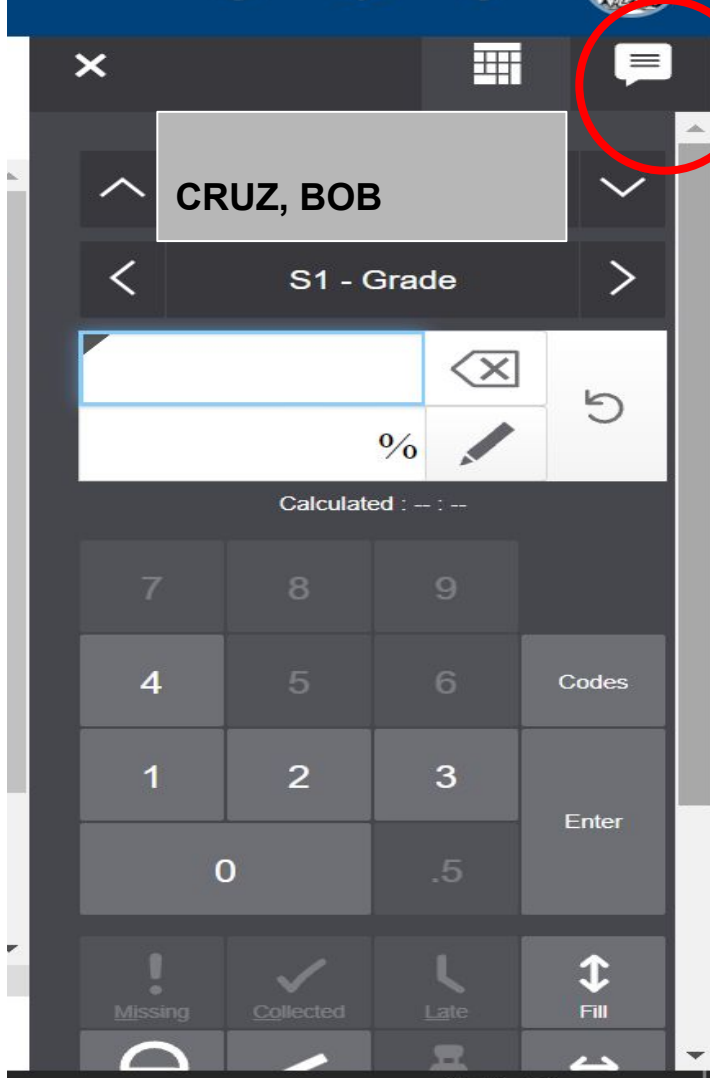 CRUZ, BOB
S1 - Grade
%
Calculated : -- : --
7 8 9
4 5 6 Codes
1 2 3
Enter
0 .5
Missing Collected Late Fill